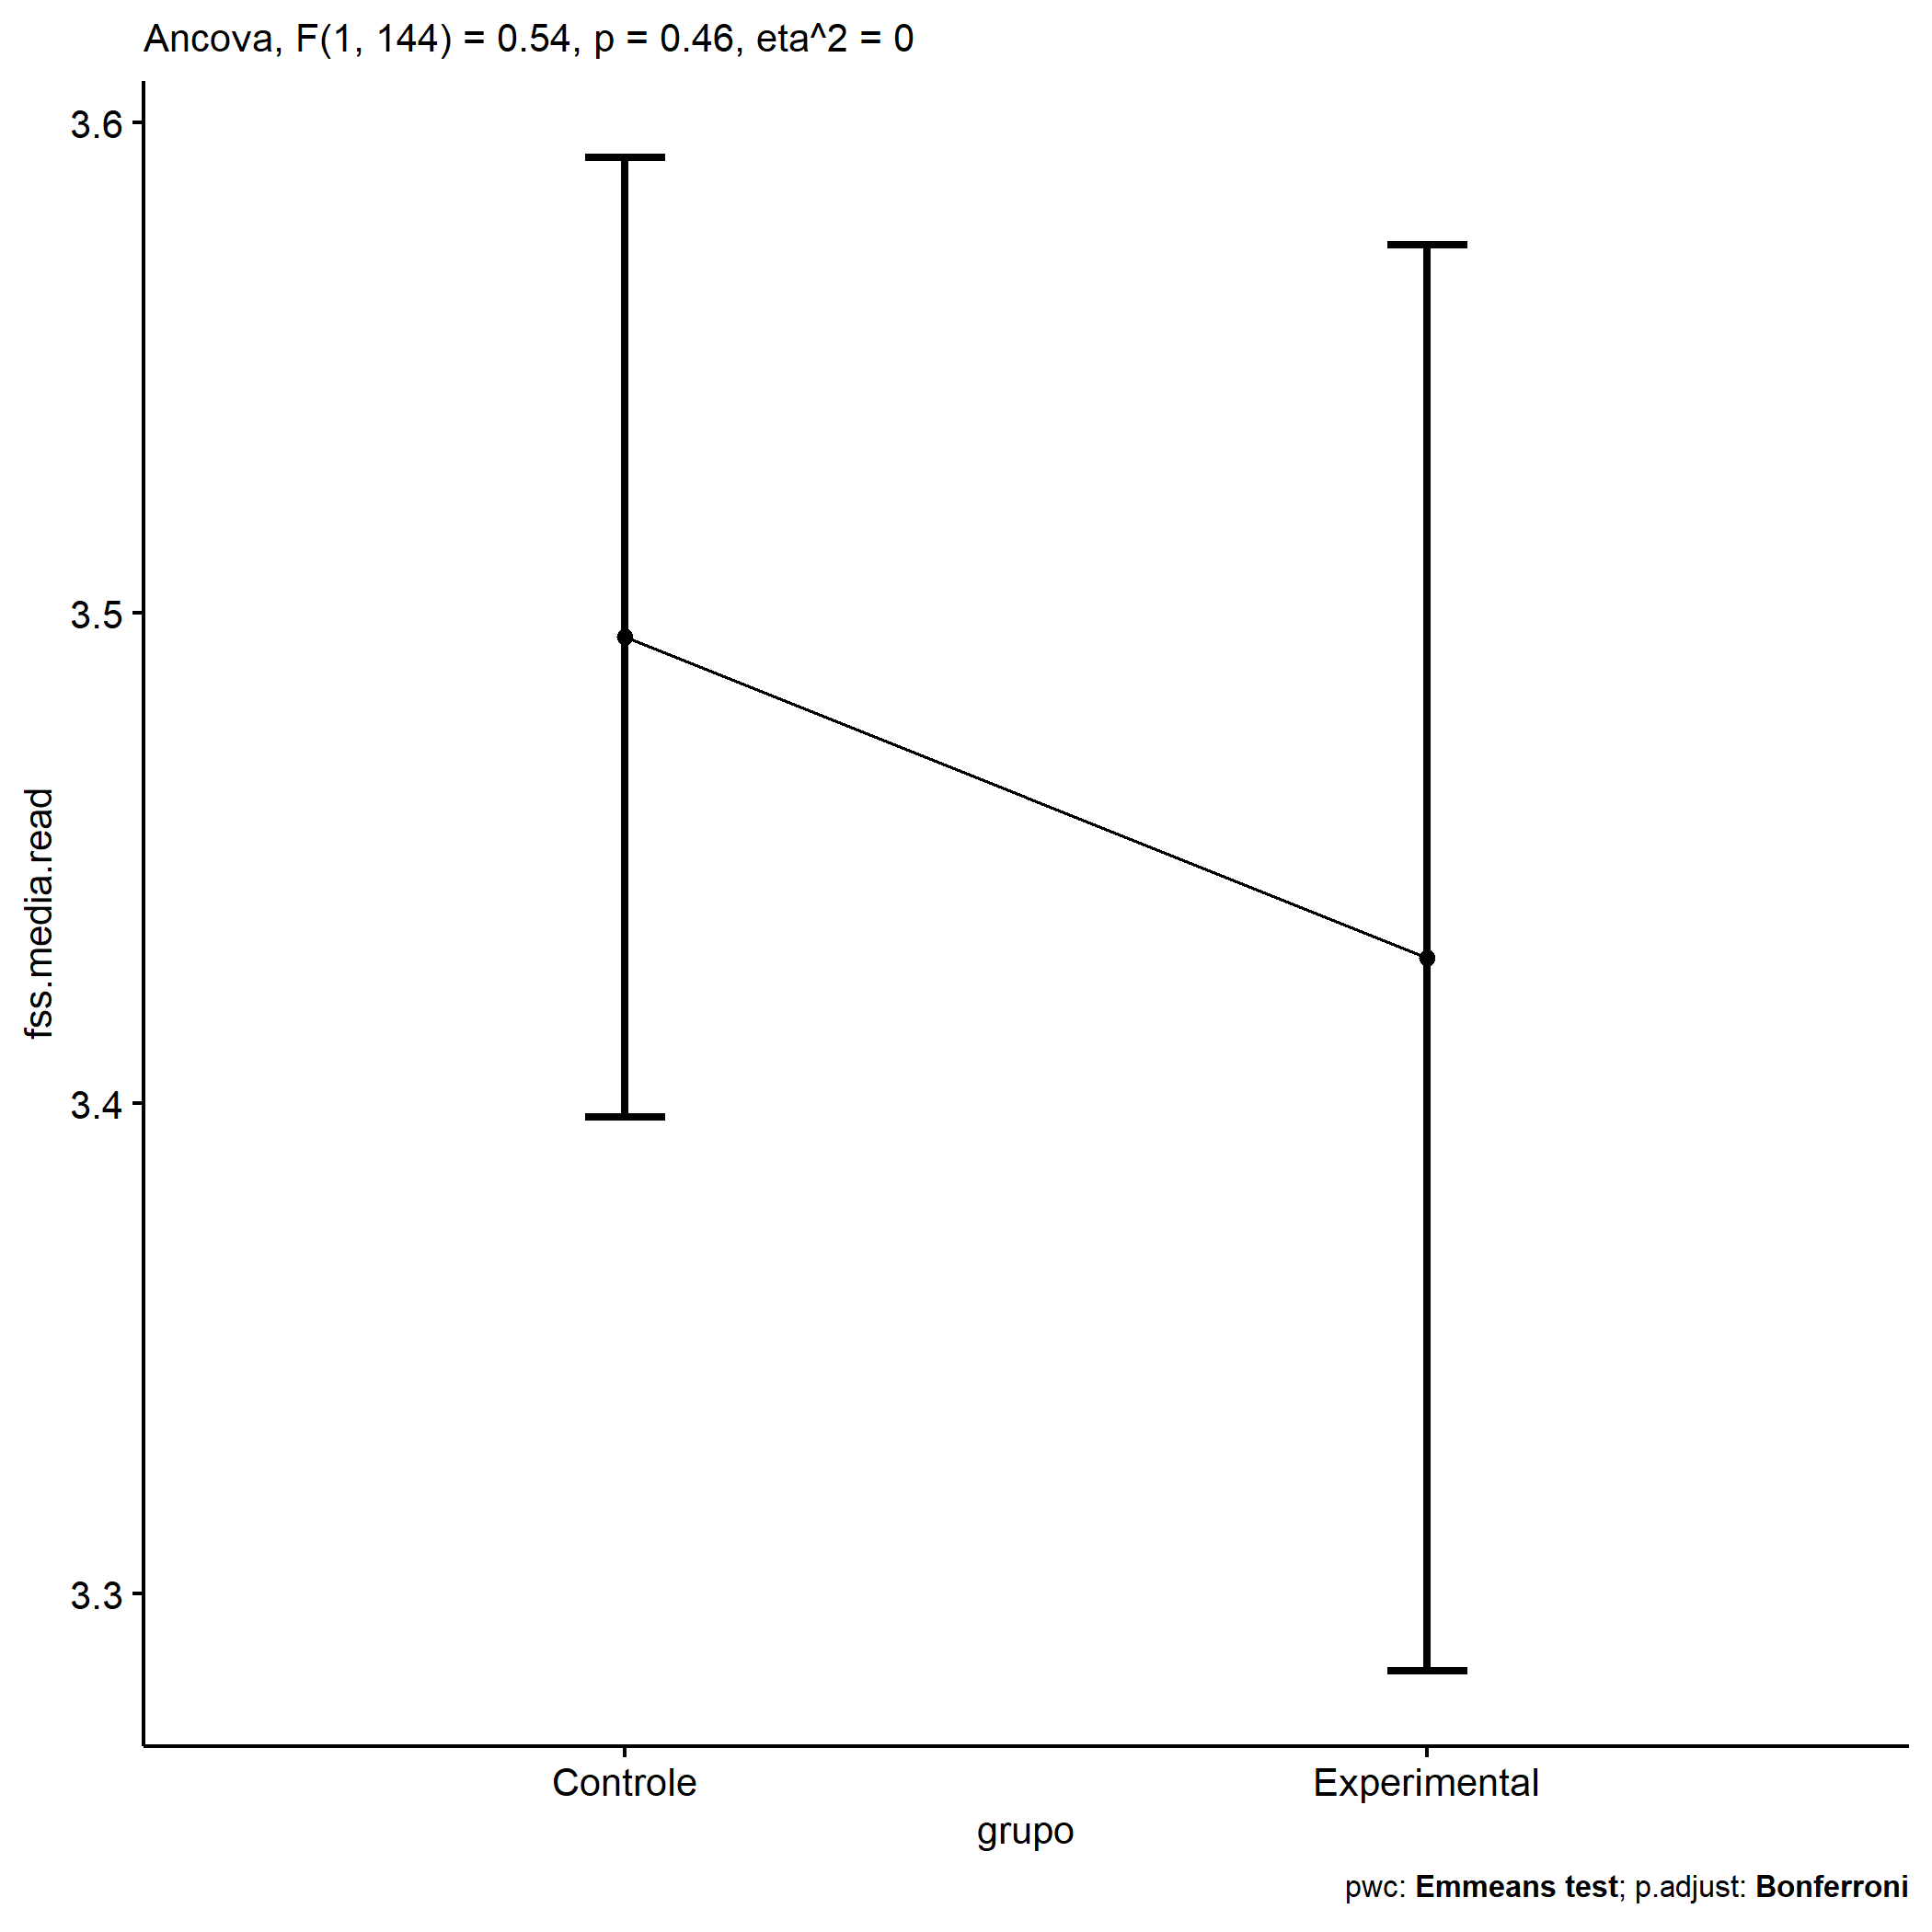 Ancova, F(1, 144) = 0.54, p = 0.46, eta^2 = 0
3.6
3.5
3.4
3.3
fss.media.read
Controle
Experimental
grupo
pwc: Emmeans test; p.adjust: Bonferroni